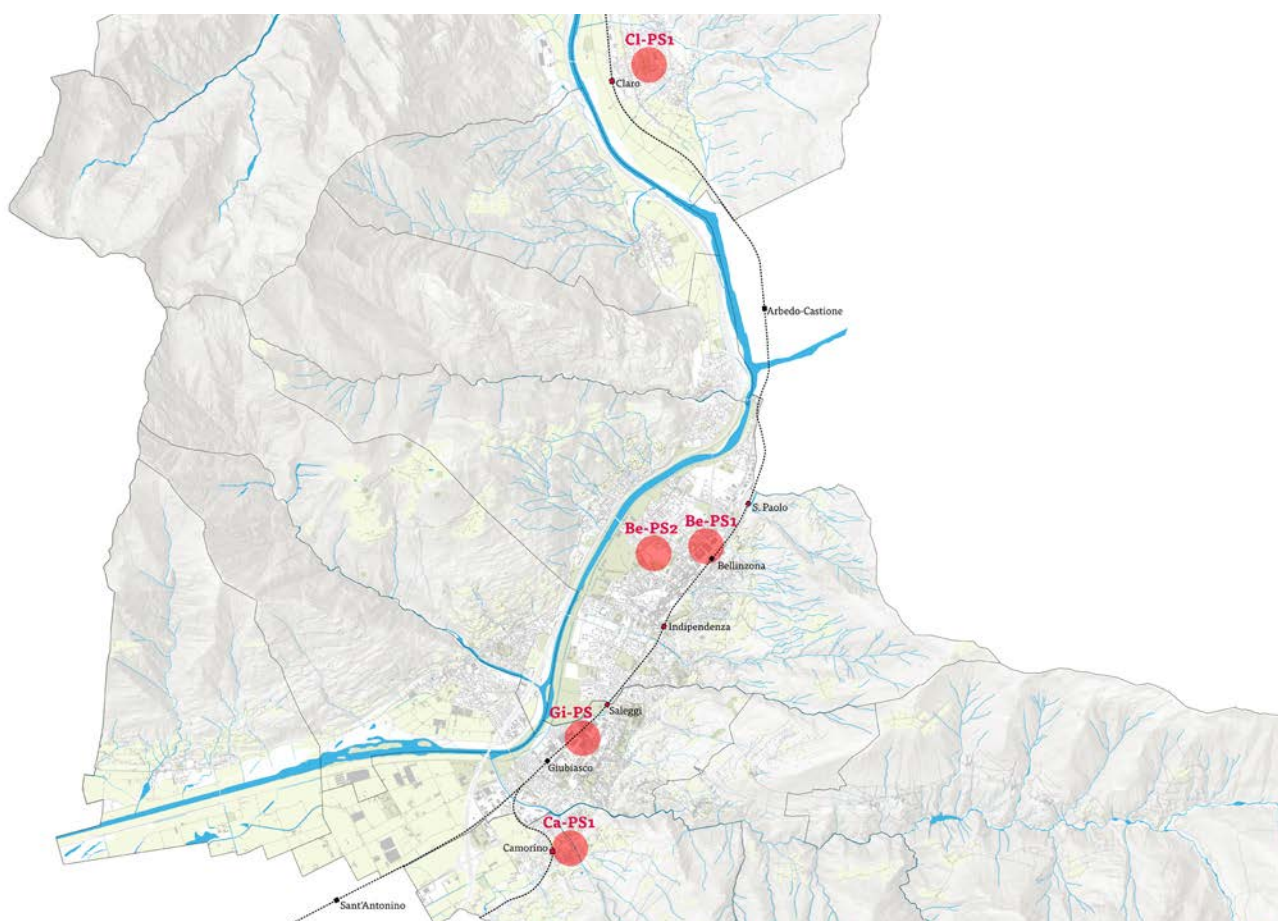 Cl-PS1
Claro
Arbedo-Castione
S. Paolo
Be-PS2
Be-PS1
Bellinzona
Indipendenza
Saleggi
Gi-PS
Giubiasco
Ca-PS1
Camorino
Sant'Antonino